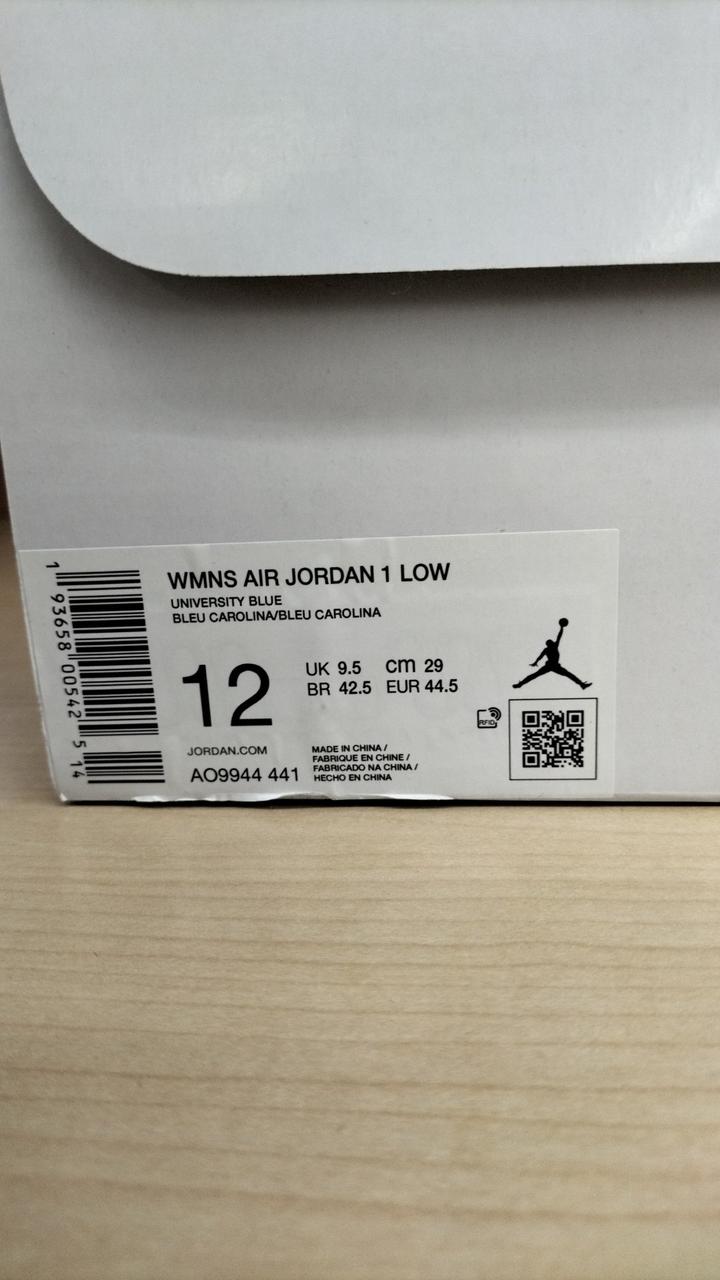 WMNS AIR JORDAN 1 LOW
UNIVERSITY BLUE
BLEU CAROLINA/BLEU CAROLINA
12
UK 9.5 cm 29
BR 42.5 EUR 44.5
RFID
JORDAN.COM
AO9944 441
MADE IN CHINA /
FABRIQUE EN CHINE /
FABRICADO NA CHINA /
HECHO EN CHINA
1 93658 00542 5 14